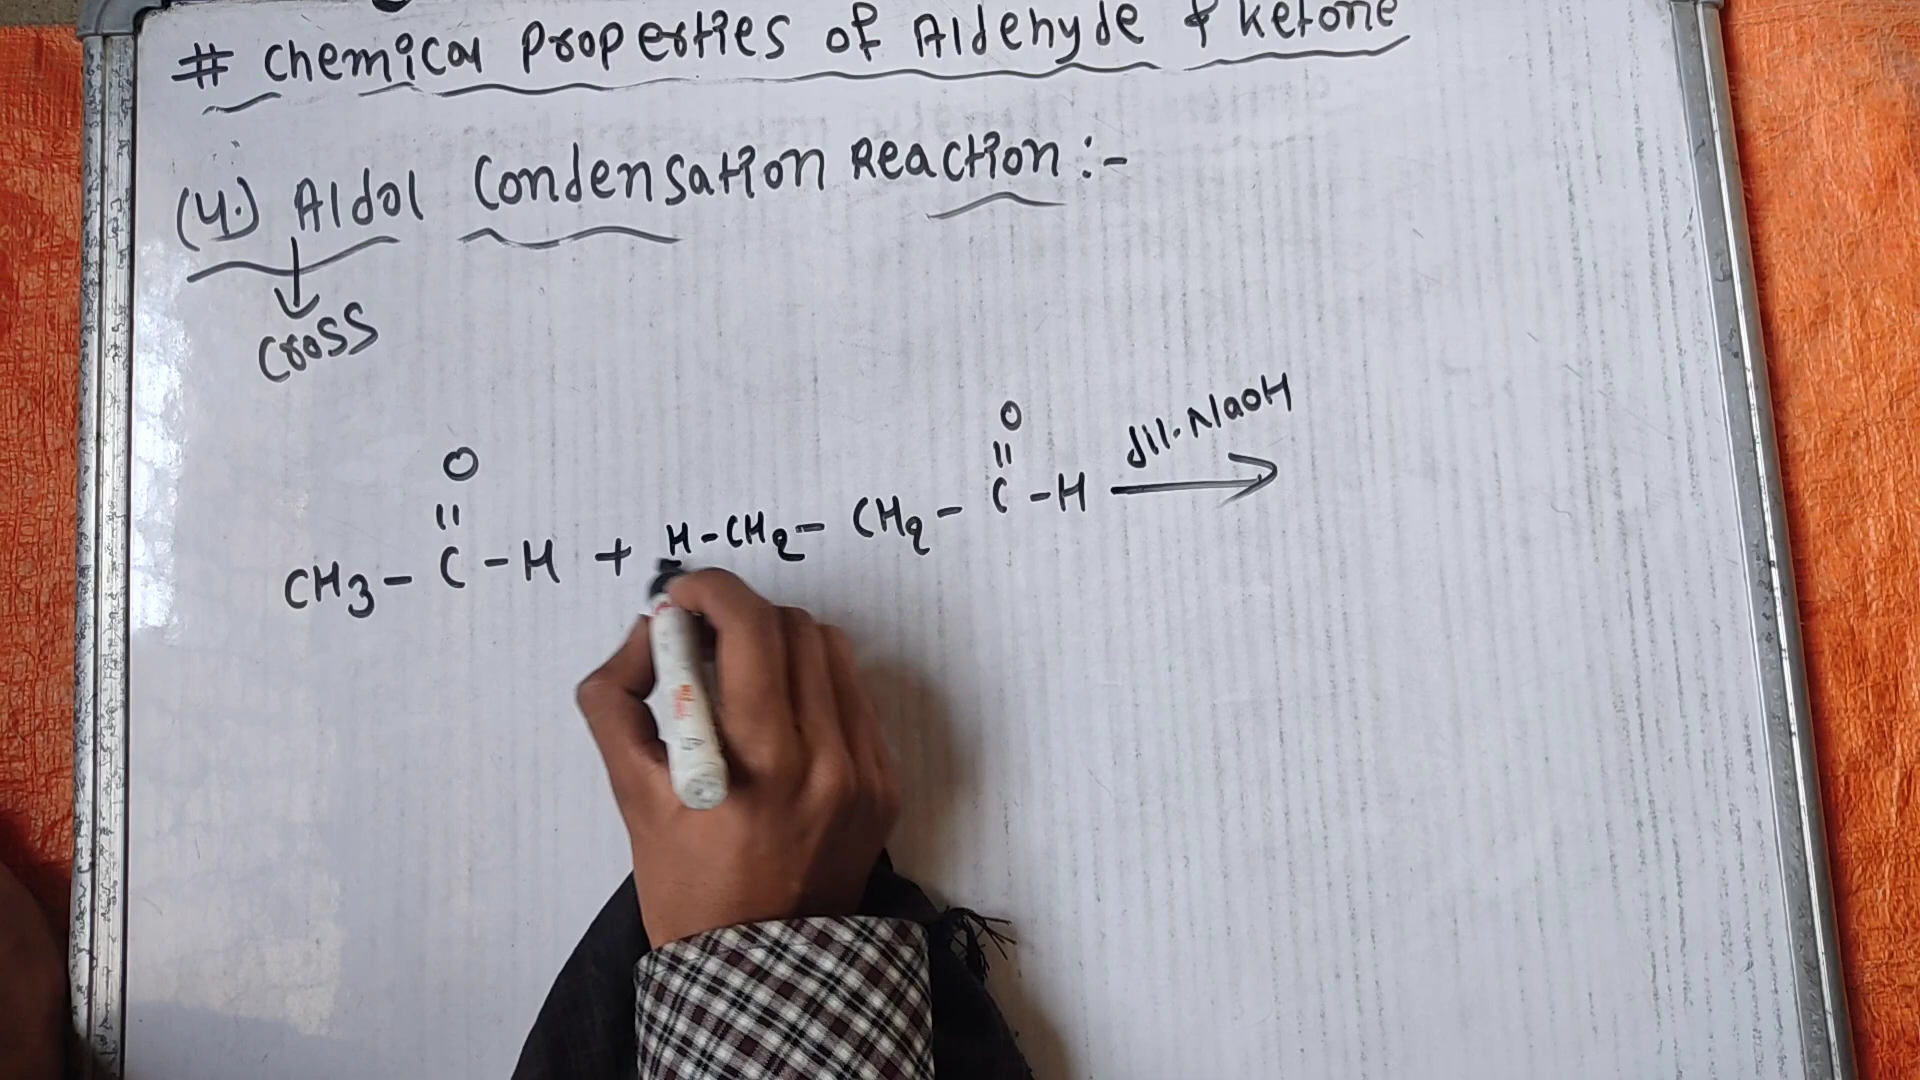 # Chemical Properties of Aldehyde & Ketone
(4.) Aldol Condensation Reaction :-
Cross
O O dil. NaOH
|| ||
CH3 - C - H + H - CH2 - CH2 - C - H →